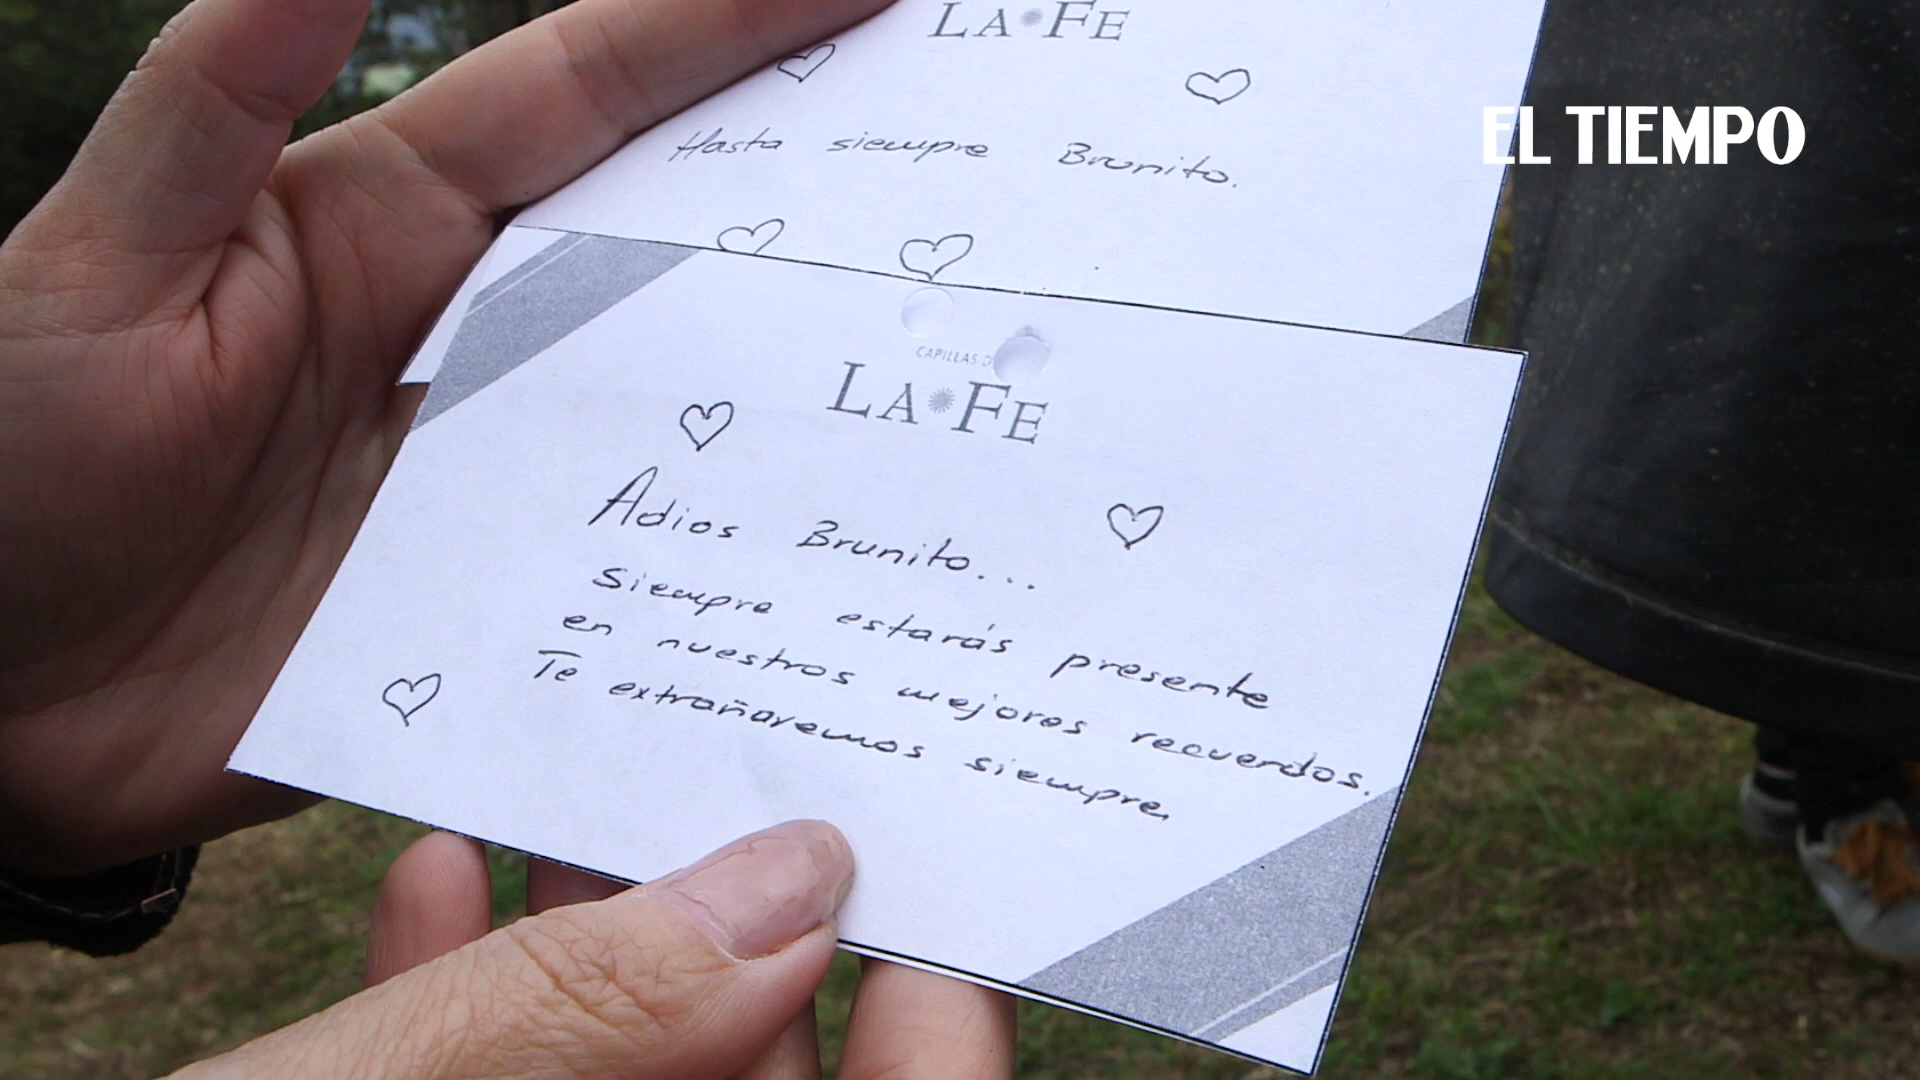 LA FE
EL TIEMPO
Hasta siempre Brunito.
CAPILLAS D
LA FE
Adios Brunito...
Siempre estarás presente
en nuestros mejores recuerdos.
Te extrañaremos siempre.